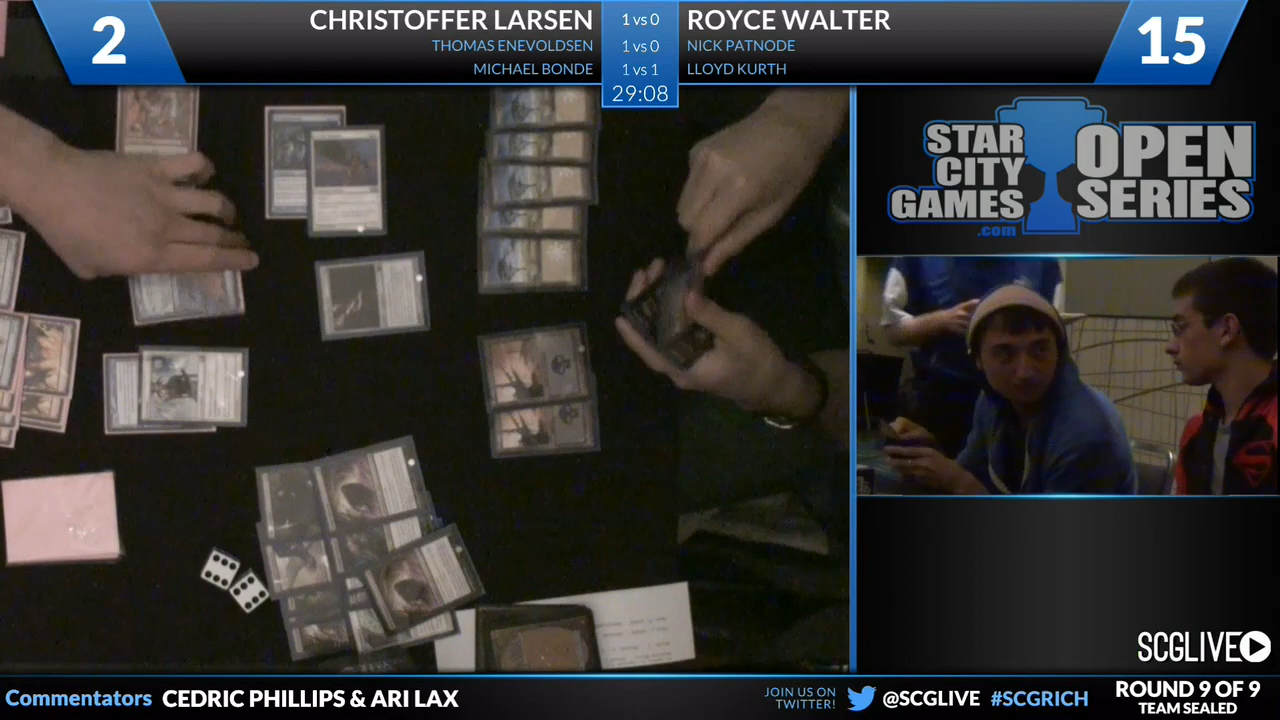 2
CHRISTOFFER LARSEN
1 vs 0
ROYCE WALTER
15
THOMAS ENEVOLDSEN
1 vs 0
NICK PATNODE
MICHAEL BONDE
1 vs 1
LLOYD KURTH
29:08
STAR
CITY
GAMES
.com
OPEN
SERIES
SCGLIVE
Commentators CEDRIC PHILLIPS & ARI LAX
JOIN US ON
TWITTER!
@SCGLIVE #SCGRICH
ROUND 9 OF 9
TEAM SEALED